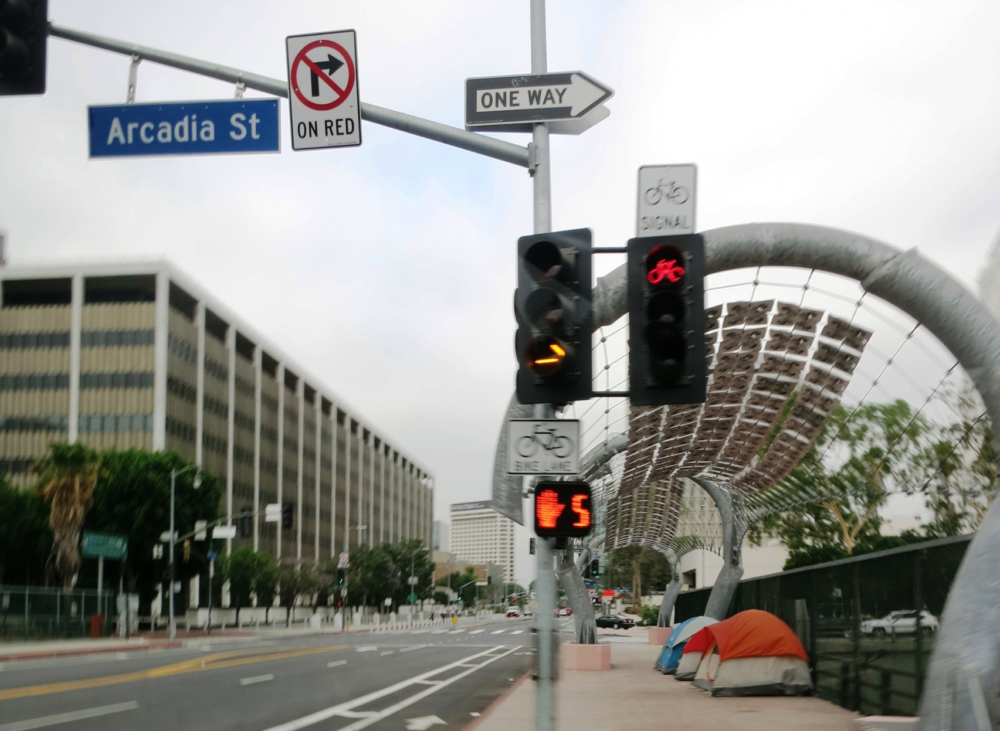 Arcadia St
ON RED
ONE WAY
SIGNAL
BIKE LANE
5